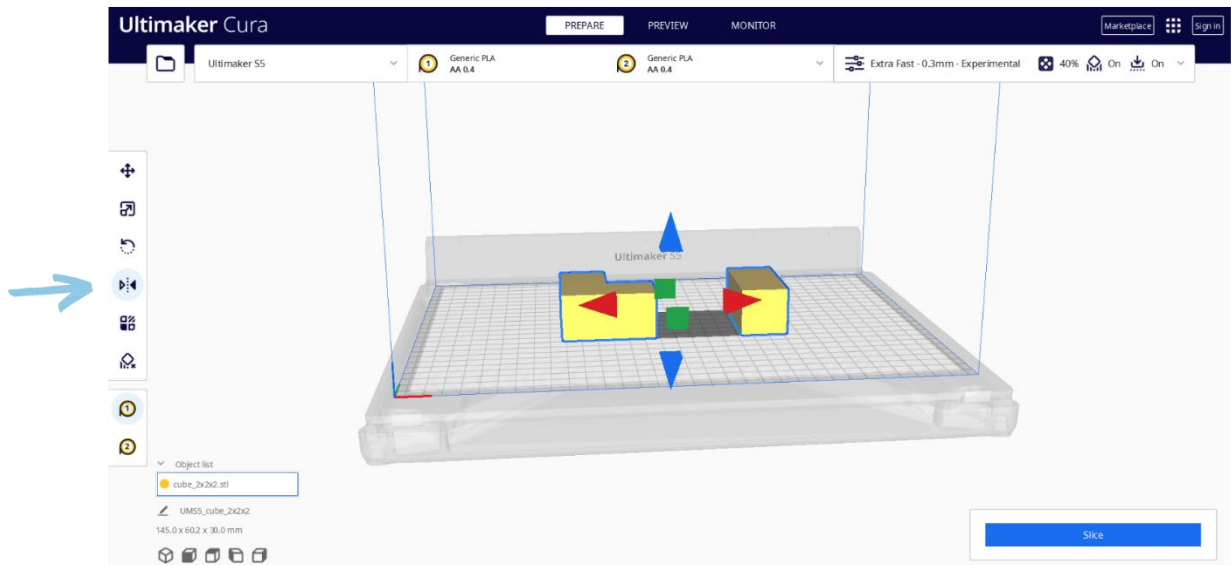 Ultimaker Cura
PREPARE PREVIEW MONITOR
Marketplace Sign in
Ultimaker S5
1 Generic PLA
AA 0.4
2 Generic PLA
AA 0.4
Extra Fast - 0.3mm - Experimental 40% On On
Ultimaker S5
1
2
Object list
cube_2x2x2.stl
UMS5_cube_2x2x2
145.0 x 60.2 x 30.0 mm
Slice